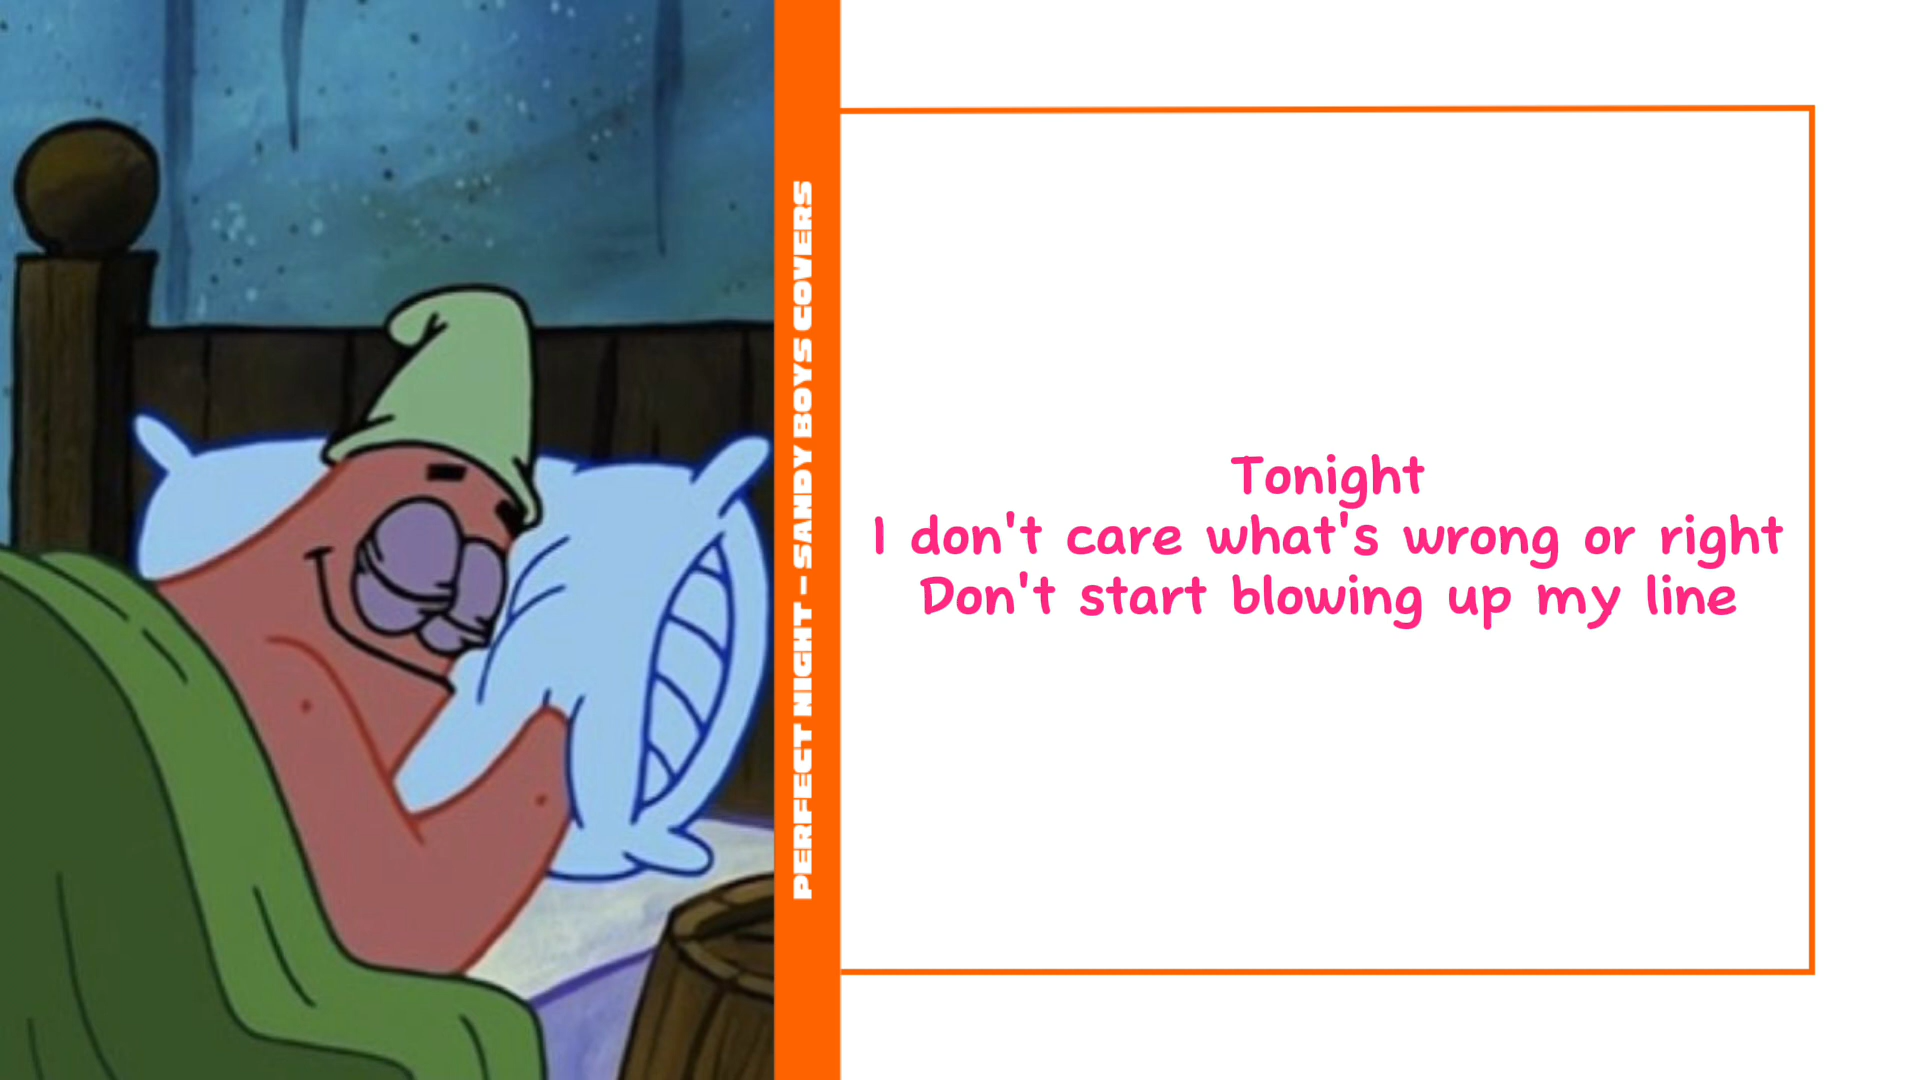 PERFECT NIGHT - SANDY BOYS COVERS
Tonight
I don't care what's wrong or right
Don't start blowing up my line